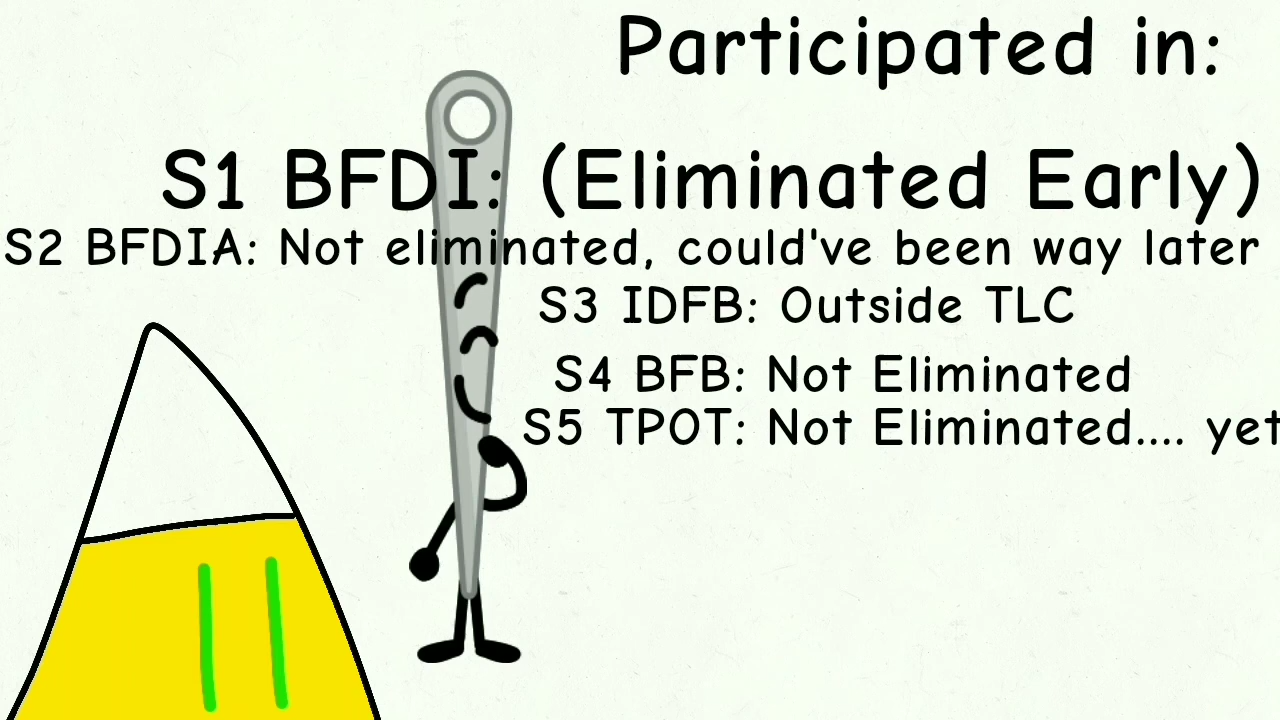 Participated in:
S1 BFDI: (Eliminated Early)
S2 BFDIA: Not eliminated, could've been way later
S3 IDFB: Outside TLC
S4 BFB: Not Eliminated
S5 TPOT: Not Eliminated.... yet